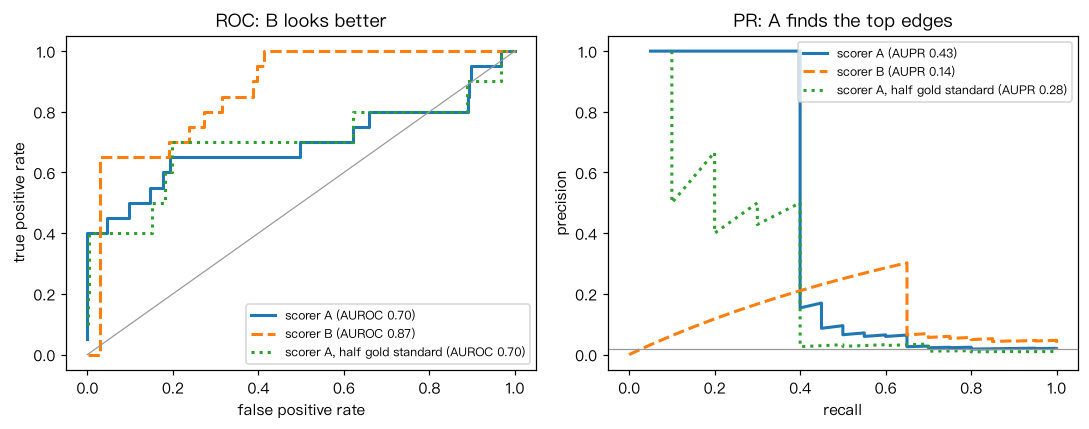 ROC: B looks better
true positive rate
1.0
0.8
0.6
0.4
0.2
0.0
scorer A (AUROC 0.70)
scorer B (AUROC 0.87)
scorer A, half gold standard (AUROC 0.70)
0.0 0.2 0.4 0.6 0.8 1.0
false positive rate
PR: A finds the top edges
precision
1.0
0.8
0.6
0.4
0.2
0.0
scorer A (AUPR 0.43)
scorer B (AUPR 0.14)
scorer A, half gold standard (AUPR 0.28)
0.0 0.2 0.4 0.6 0.8 1.0
recall